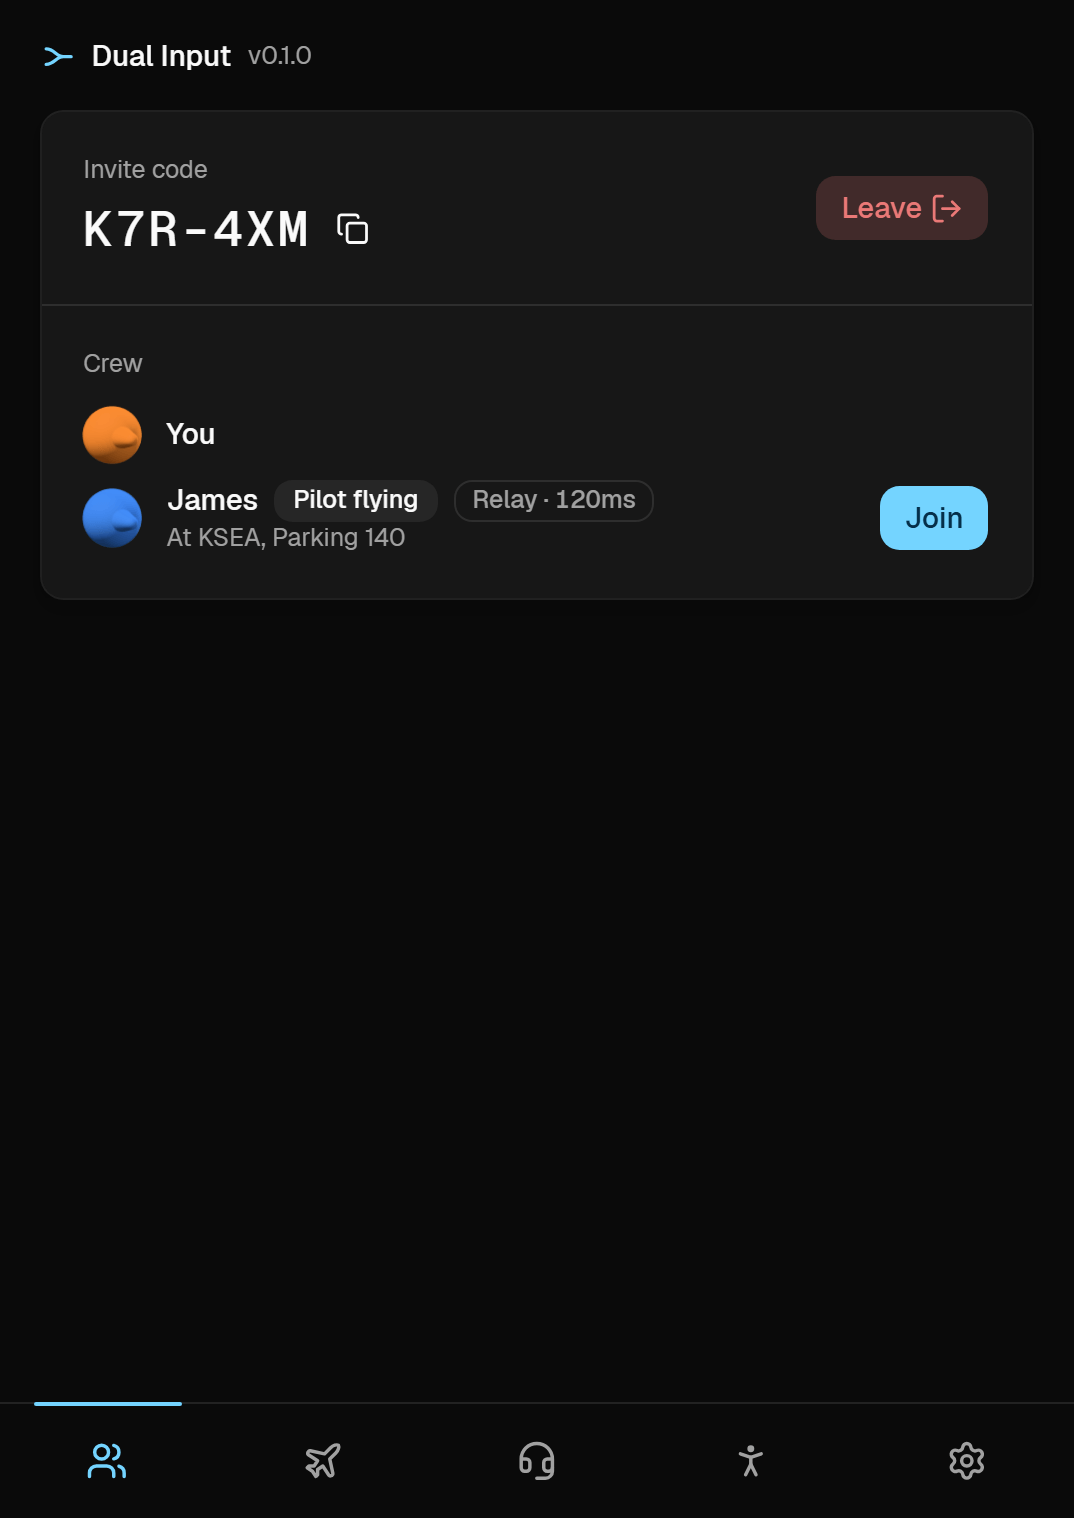 Dual Input v0.1.0
Invite code
K7R-4XM
Leave
Crew
You
James Pilot flying Relay · 120ms
At KSEA, Parking 140
Join